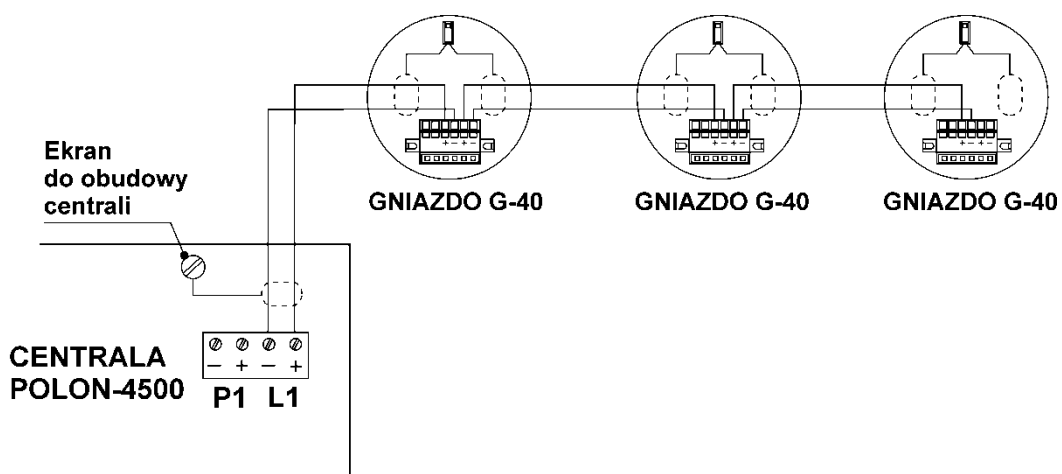 GNIAZDO G-40
GNIAZDO G-40
GNIAZDO G-40
Ekran
do obudowy
centrali
CENTRALA
POLON-4500
− + − +
P1 L1